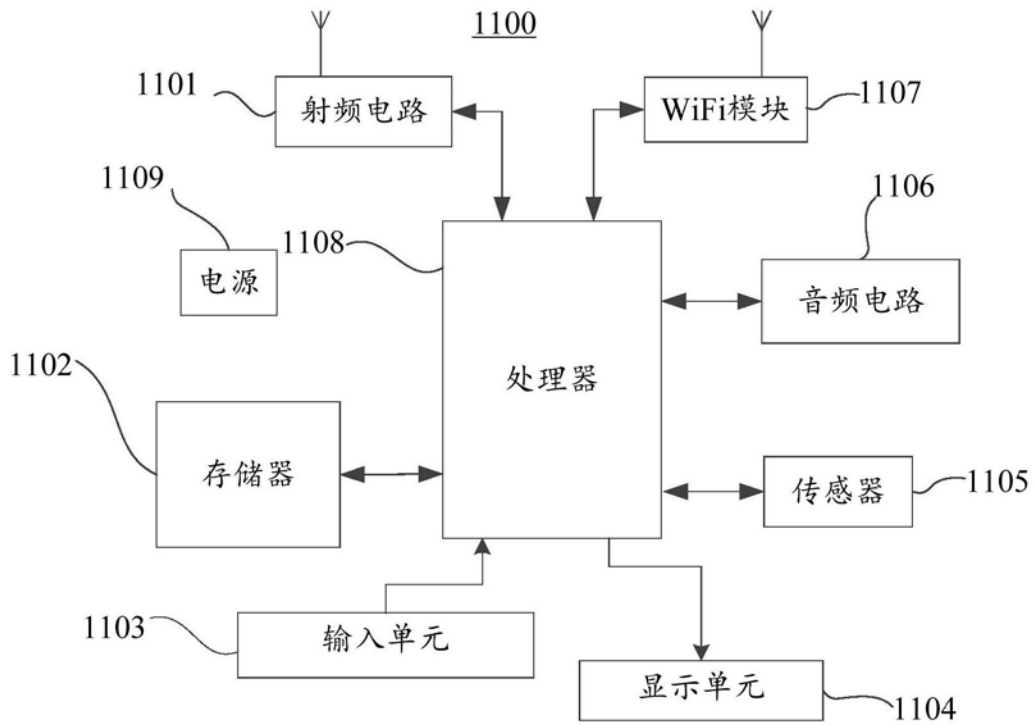 1100
1101
射频电路
WiFi模块
1107
1109
电源
1108
1106
音频电路
处理器
1102
存储器
传感器
1105
1103
输入单元
显示单元
1104